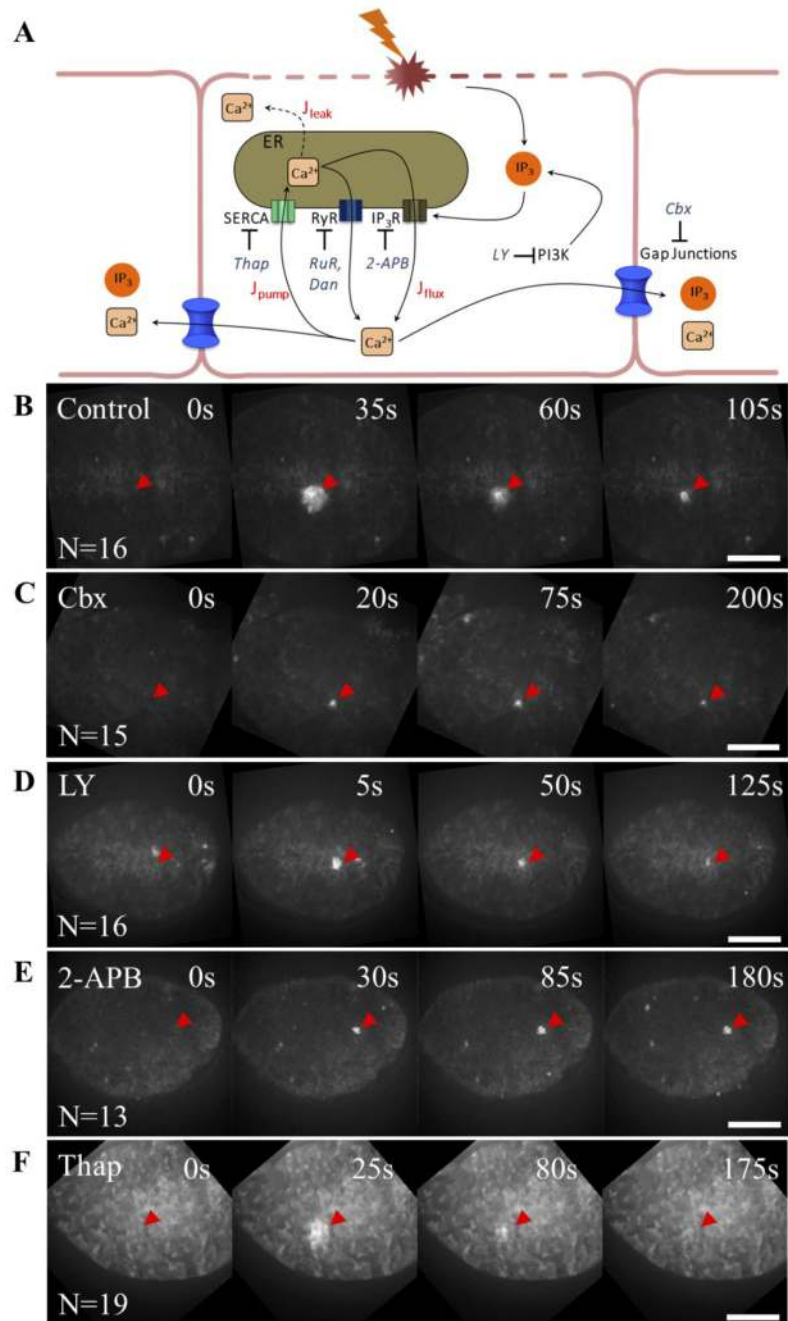 A
Ca2+
Jleak
ER
Ca2+
IP3
SERCA
RyR
IP3R
Thap
RuR,
Dan
2-APB
LY
PI3K
Cbx
Gap Junctions
Jpump
Jflux
IP3
Ca2+
Ca2+
IP3
Ca2+
B
Control 0s 35s 60s 105s
N=16
C
Cbx 0s 20s 75s 200s
N=15
D
LY 0s 5s 50s 125s
N=16
E
2-APB 0s 30s 85s 180s
N=13
F
Thap 0s 25s 80s 175s
N=19